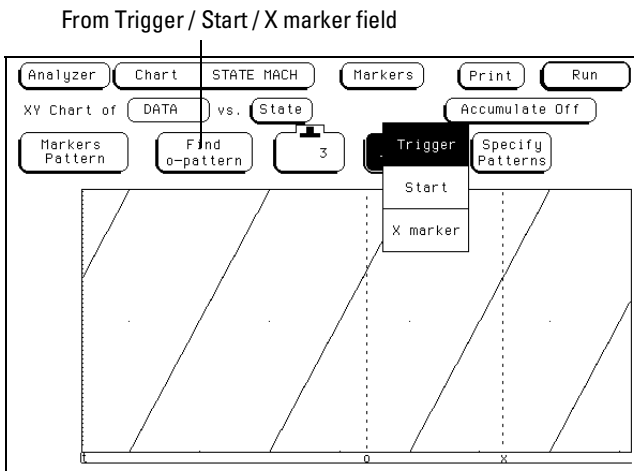 From Trigger / Start / X marker field
Analyzer Chart STATE MACH Markers Print Run
XY Chart of DATA vs. State Accumulate Off
Markers Pattern Find o-pattern 3 Trigger Specify Patterns
Start
X marker
t o x